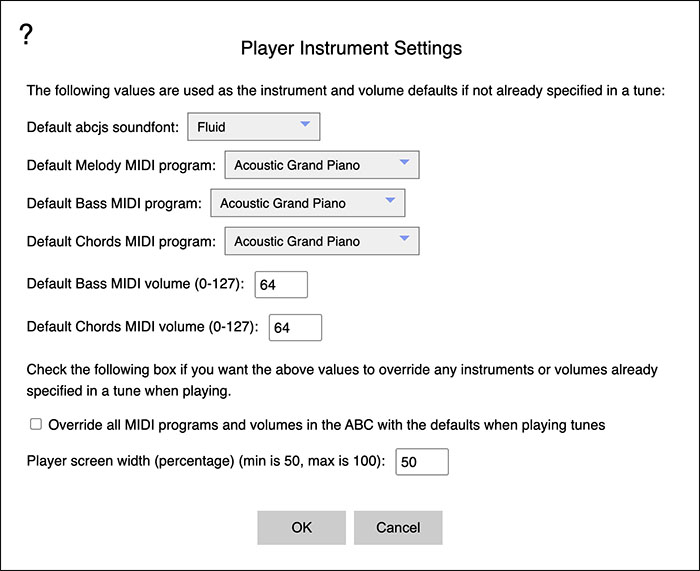 ?
Player Instrument Settings
The following values are used as the instrument and volume defaults if not already specified in a tune:
Default abcjs soundfont: Fluid
Default Melody MIDI program: Acoustic Grand Piano
Default Bass MIDI program: Acoustic Grand Piano
Default Chords MIDI program: Acoustic Grand Piano
Default Bass MIDI volume (0-127): 64
Default Chords MIDI volume (0-127): 64
Check the following box if you want the above values to override any instruments or volumes already
specified in a tune when playing.
Override all MIDI programs and volumes in the ABC with the defaults when playing tunes
Player screen width (percentage) (min is 50, max is 100): 50
OK Cancel